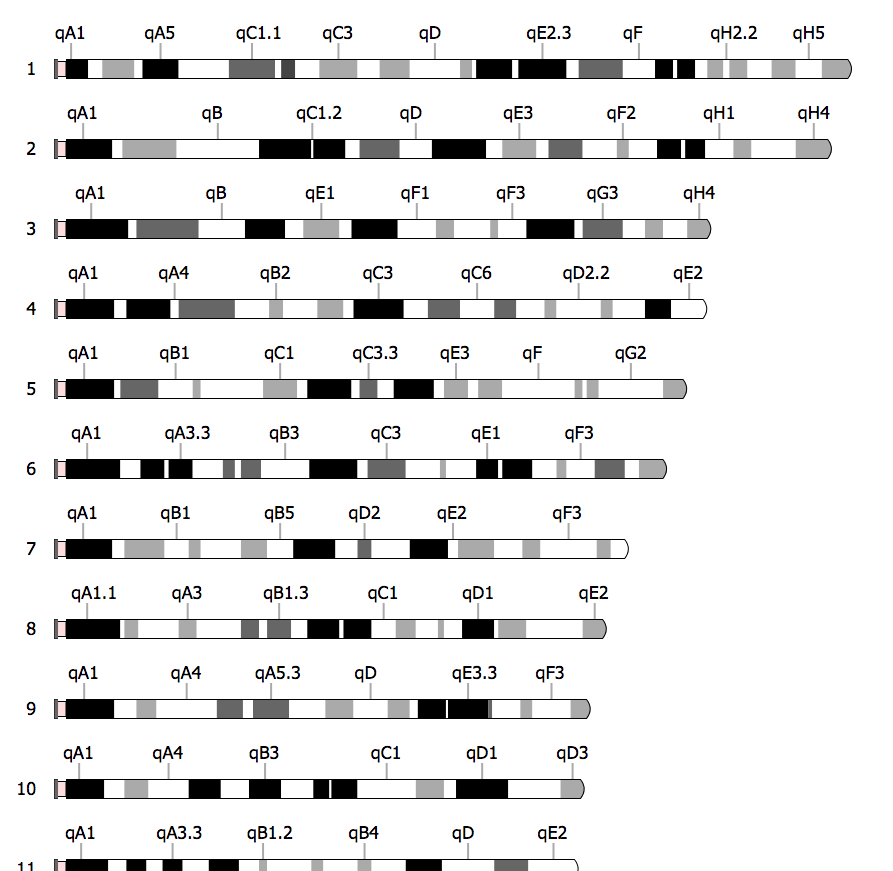 qA1 qA5 qC1.1 qC3 qD qE2.3 qF qH2.2 qH5
1
qA1 qB qC1.2 qD qE3 qF2 qH1 qH4
2
qA1 qB qE1 qF1 qF3 qG3 qH4
3
qA1 qA4 qB2 qC3 qC6 qD2.2 qE2
4
qA1 qB1 qC1 qC3.3 qE3 qF qG2
5
qA1 qA3.3 qB3 qC3 qE1 qF3
6
qA1 qB1 qB5 qD2 qE2 qF3
7
qA1.1 qA3 qB1.3 qC1 qD1 qE2
8
qA1 qA4 qA5.3 qD qE3.3 qF3
9
qA1 qA4 qB3 qC1 qD1 qD3
10
qA1 qA3.3 qB1.2 qB4 qD qE2
11